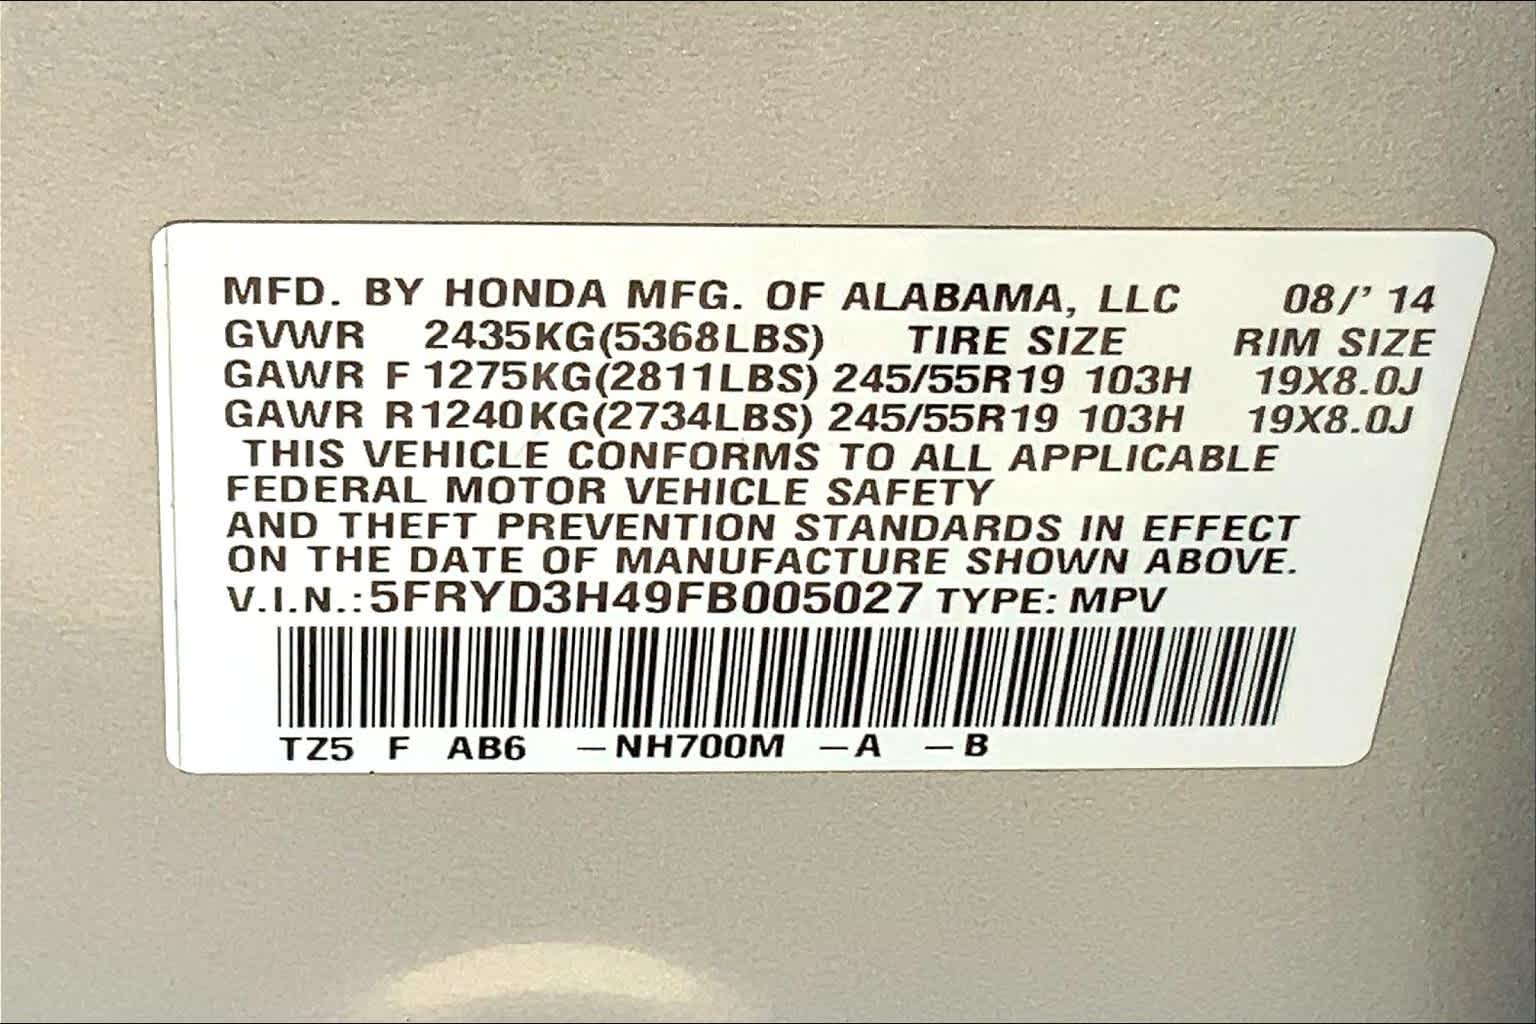 MFD. BY HONDA MFG. OF ALABAMA, LLC 08/' 14
GVWR 2435KG(5368LBS) TIRE SIZE RIM SIZE
GAWR F 1275KG(2811LBS) 245/55R19 103H 19X8.0J
GAWR R 1240KG(2734LBS) 245/55R19 103H 19X8.0J
THIS VEHICLE CONFORMS TO ALL APPLICABLE
FEDERAL MOTOR VEHICLE SAFETY
AND THEFT PREVENTION STANDARDS IN EFFECT
ON THE DATE OF MANUFACTURE SHOWN ABOVE.
V.I.N.: 5FRYD3H49FB005027 TYPE: MPV
TZ5 F AB6 –NH700M –A –B